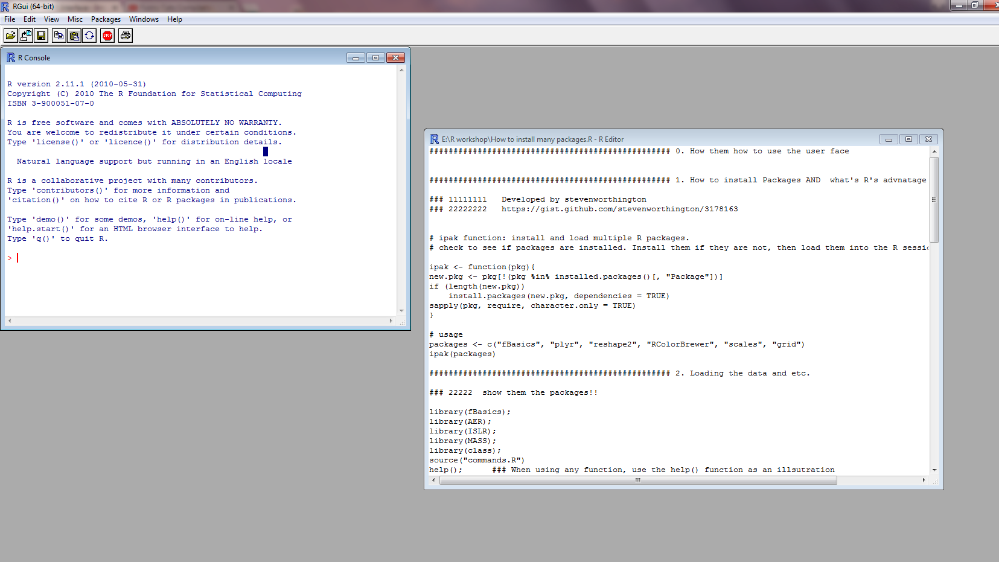 RGui (64-bit)
File Edit View Misc Packages Windows Help
STOP
R Console
R version 2.11.1 (2010-05-31)
Copyright (C) 2010 The R Foundation for Statistical Computing
ISBN 3-900051-07-0
R is free software and comes with ABSOLUTELY NO WARRANTY.
You are welcome to redistribute it under certain conditions.
Type 'license()' or 'licence()' for distribution details.
Natural language support but running in an English locale
R is a collaborative project with many contributors.
Type 'contributors()' for more information and
'citation()' on how to cite R or R packages in publications.
Type 'demo()' for some demos, 'help()' for on-line help, or
'help.start()' for an HTML browser interface to help.
Type 'q()' to quit R.
>
E:\R workshop\How to install many packages.R - R Editor
################################################## 0. How them how to use the user face
################################################## 1. How to install Packages AND  what's R's advnatage
### 11111111   Developed by stevenworthington
### 22222222   https://gist.github.com/stevenworthington/3178163
# ipak function: install and load multiple R packages.
# check to see if packages are installed. Install them if they are not, then load them into the R sessic
ipak <- function(pkg){
new.pkg <- pkg[!(pkg %in% installed.packages()[, "Package"])]
if (length(new.pkg))
    install.packages(new.pkg, dependencies = TRUE)
sapply(pkg, require, character.only = TRUE)
}
# usage
packages <- c("fBasics", "plyr", "reshape2", "RColorBrewer", "scales", "grid")
ipak(packages)
################################################## 2. Loading the data and etc.
### 22222  show them the packages!!
library(fBasics);
library(AER);
library(ISLR);
library(MASS);
library(class);
source("commands.R")
help();      ### When using any function, use the help() function as an illsutration